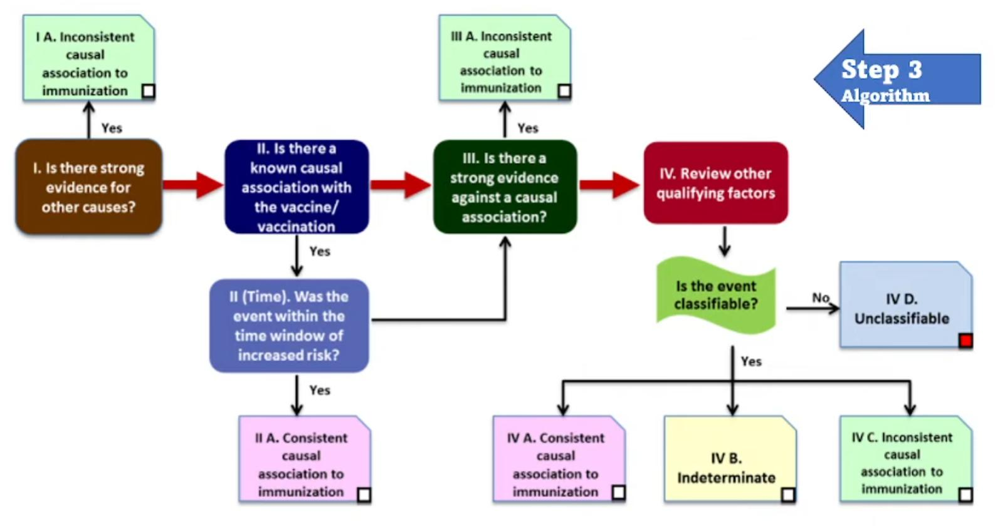 I A. Inconsistent
causal
association to
immunization
III A. Inconsistent
causal
association to
immunization
Step 3
Algorithm
Yes
Yes
I. Is there strong
evidence for
other causes?
II. Is there a
known causal
association with
the vaccine/
vaccination
III. Is there a
strong evidence
against a causal
association?
IV. Review other
qualifying factors
Yes
II (Time). Was the
event within the
time window of
increased risk?
Is the event
classifiable?
No
IV D.
Unclassifiable
Yes
Yes
II A. Consistent
causal
association to
immunization
IV A. Consistent
causal
association to
immunization
IV B.
Indeterminate
IV C. Inconsistent
causal
association to
immunization